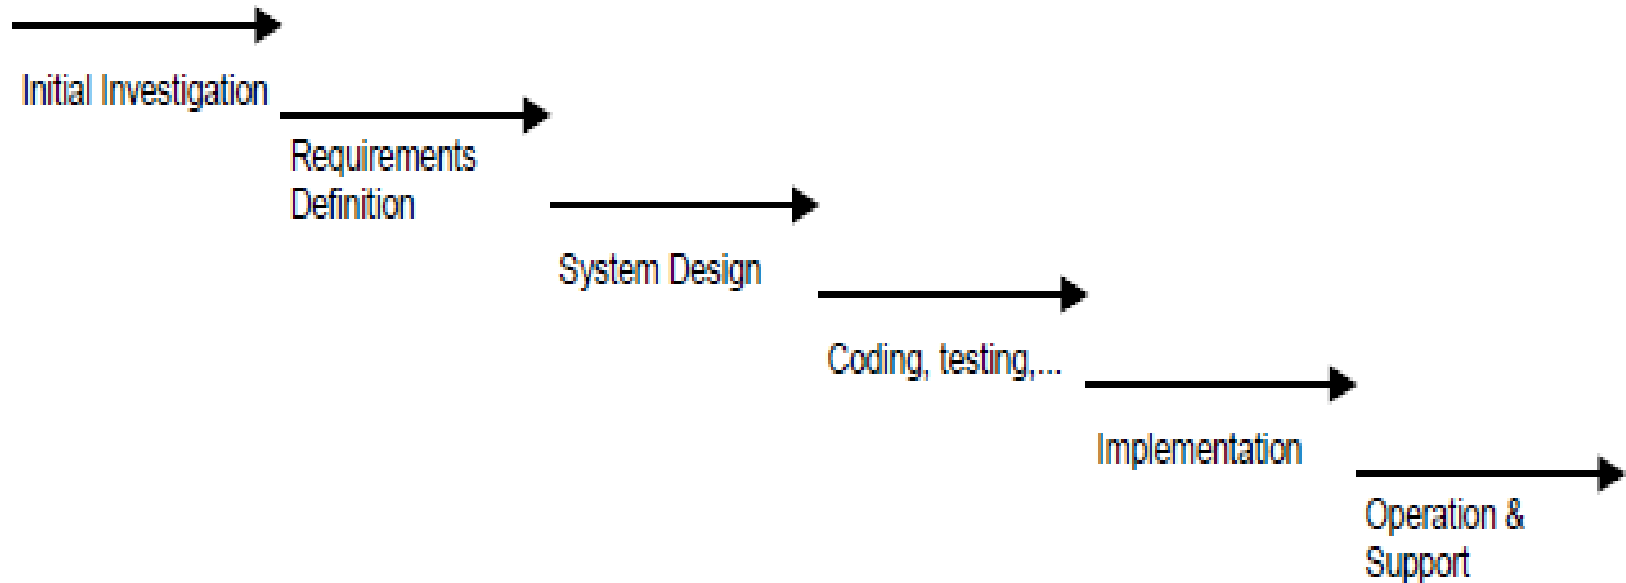 Initial Investigation
Requirements
Definition
System Design
Coding, testing,...
Implementation
Operation &
Support